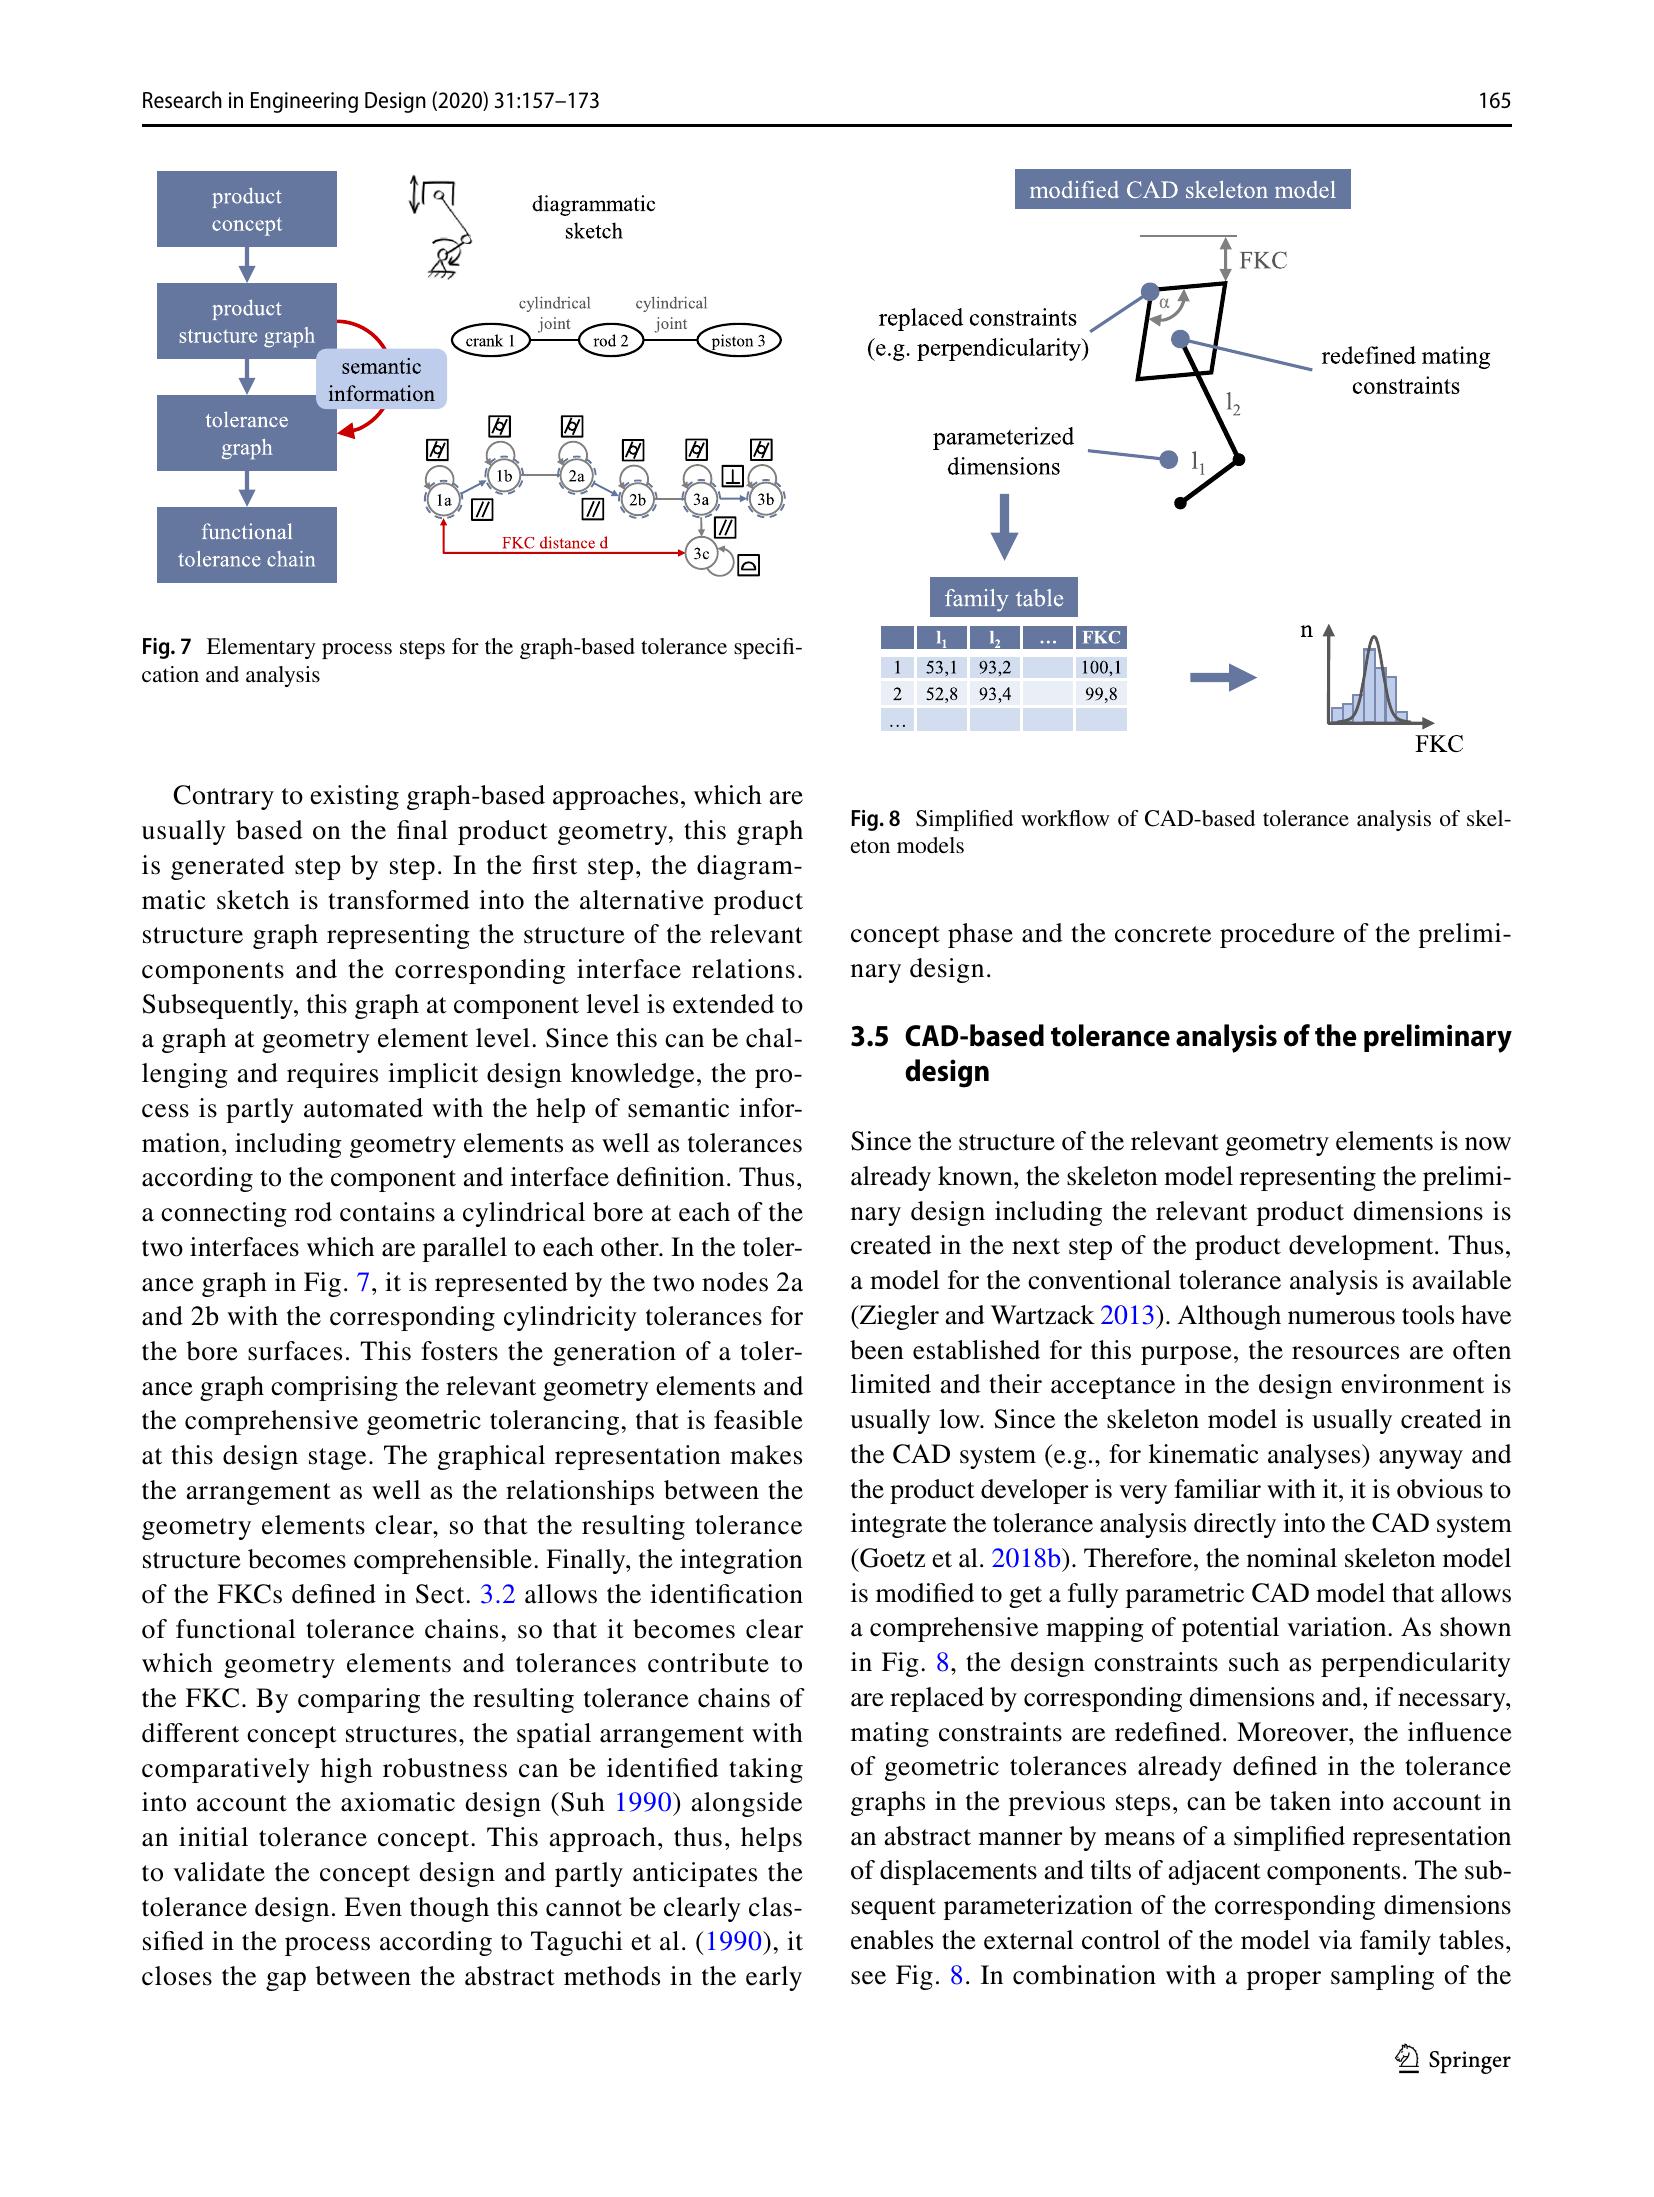 Research in Engineering Design (2020) 31:157–173
165
product
concept
product
structure graph
semantic
information
tolerance
graph
functional
tolerance chain
diagrammatic
sketch
cylindrical
joint
cylindrical
joint
crank 1
rod 2
piston 3
1a
1b
2a
2b
3a
3b
3c
FKC distance d
Fig. 7 Elementary process steps for the graph-based tolerance specifi-
cation and analysis
Contrary to existing graph-based approaches, which are
usually based on the final product geometry, this graph
is generated step by step. In the first step, the diagram-
matic sketch is transformed into the alternative product
structure graph representing the structure of the relevant
components and the corresponding interface relations.
Subsequently, this graph at component level is extended to
a graph at geometry element level. Since this can be chal-
lenging and requires implicit design knowledge, the pro-
cess is partly automated with the help of semantic infor-
mation, including geometry elements as well as tolerances
according to the component and interface definition. Thus,
a connecting rod contains a cylindrical bore at each of the
two interfaces which are parallel to each other. In the toler-
ance graph in Fig. 7, it is represented by the two nodes 2a
and 2b with the corresponding cylindricity tolerances for
the bore surfaces. This fosters the generation of a toler-
ance graph comprising the relevant geometry elements and
the comprehensive geometric tolerancing, that is feasible
at this design stage. The graphical representation makes
the arrangement as well as the relationships between the
geometry elements clear, so that the resulting tolerance
structure becomes comprehensible. Finally, the integration
of the FKCs defined in Sect. 3.2 allows the identification
of functional tolerance chains, so that it becomes clear
which geometry elements and tolerances contribute to
the FKC. By comparing the resulting tolerance chains of
different concept structures, the spatial arrangement with
comparatively high robustness can be identified taking
into account the axiomatic design (Suh 1990) alongside
an initial tolerance concept. This approach, thus, helps
to validate the concept design and partly anticipates the
tolerance design. Even though this cannot be clearly clas-
sified in the process according to Taguchi et al. (1990), it
closes the gap between the abstract methods in the early
modified CAD skeleton model
FKC
α
replaced constraints
(e.g. perpendicularity)
redefined mating
constraints
l2
parameterized
dimensions
l1
family table
l1 l2 … FKC
1 53,1 93,2 100,1
2 52,8 93,4 99,8
…
n
FKC
Fig. 8 Simplified workflow of CAD-based tolerance analysis of skel-
eton models
concept phase and the concrete procedure of the prelimi-
nary design.
3.5 CAD-based tolerance analysis of the preliminary
design
Since the structure of the relevant geometry elements is now
already known, the skeleton model representing the prelimi-
nary design including the relevant product dimensions is
created in the next step of the product development. Thus,
a model for the conventional tolerance analysis is available
(Ziegler and Wartzack 2013). Although numerous tools have
been established for this purpose, the resources are often
limited and their acceptance in the design environment is
usually low. Since the skeleton model is usually created in
the CAD system (e.g., for kinematic analyses) anyway and
the product developer is very familiar with it, it is obvious to
integrate the tolerance analysis directly into the CAD system
(Goetz et al. 2018b). Therefore, the nominal skeleton model
is modified to get a fully parametric CAD model that allows
a comprehensive mapping of potential variation. As shown
in Fig. 8, the design constraints such as perpendicularity
are replaced by corresponding dimensions and, if necessary,
mating constraints are redefined. Moreover, the influence
of geometric tolerances already defined in the tolerance
graphs in the previous steps, can be taken into account in
an abstract manner by means of a simplified representation
of displacements and tilts of adjacent components. The sub-
sequent parameterization of the corresponding dimensions
enables the external control of the model via family tables,
see Fig. 8. In combination with a proper sampling of the
Springer